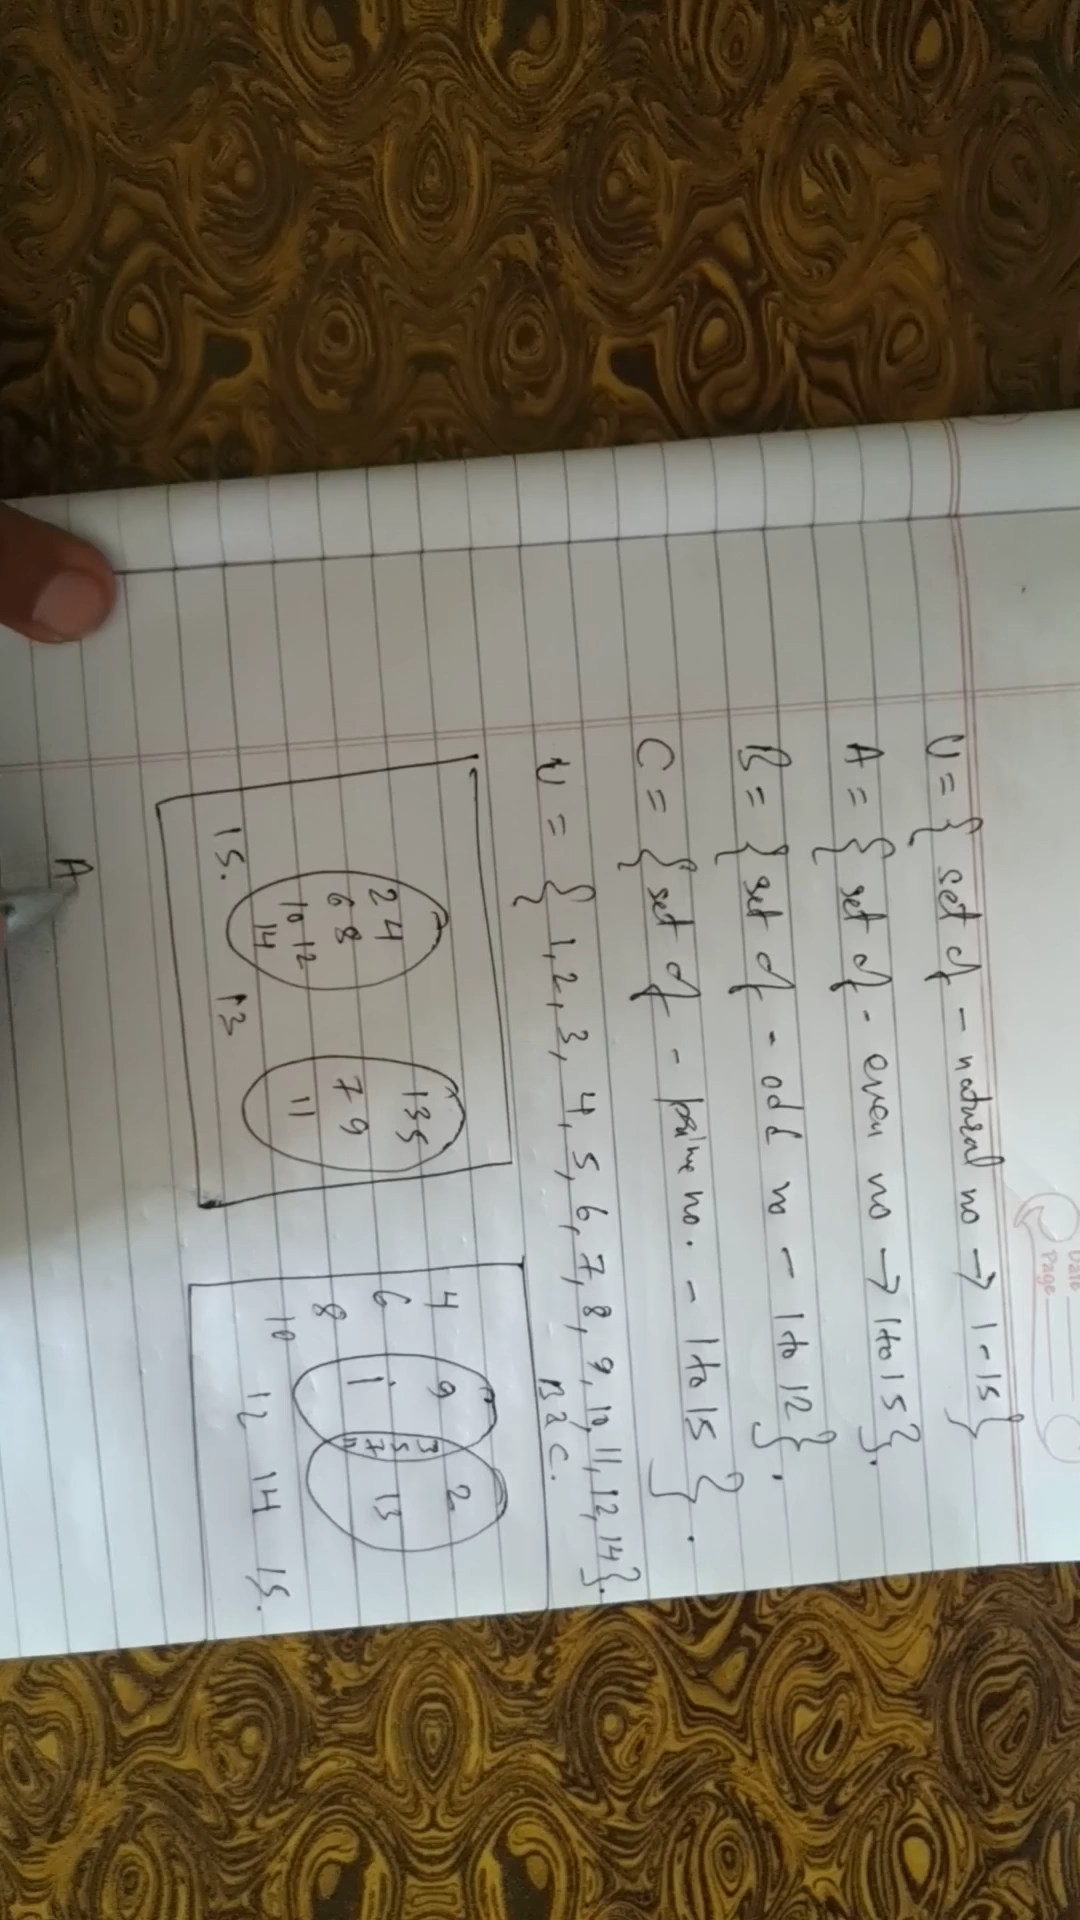 Date
Page
U = { set of - natural no → 1 - 15 }
A = { set of - even no → 1 to 15 }.
B = { set of - odd no - 1 to 12 }.
C = { set of - prime no. - 1 to 15 }.
U = { 1, 2, 3, 4, 5, 6, 7, 8, 9, 10, 11, 12, 14 }.
B & C.
2 4
6 8
10 12
14
15.
13
1 3 5
7 9
11
4
6
8
10
9
1
3
5
7
11
2
13
12 14 15.
A